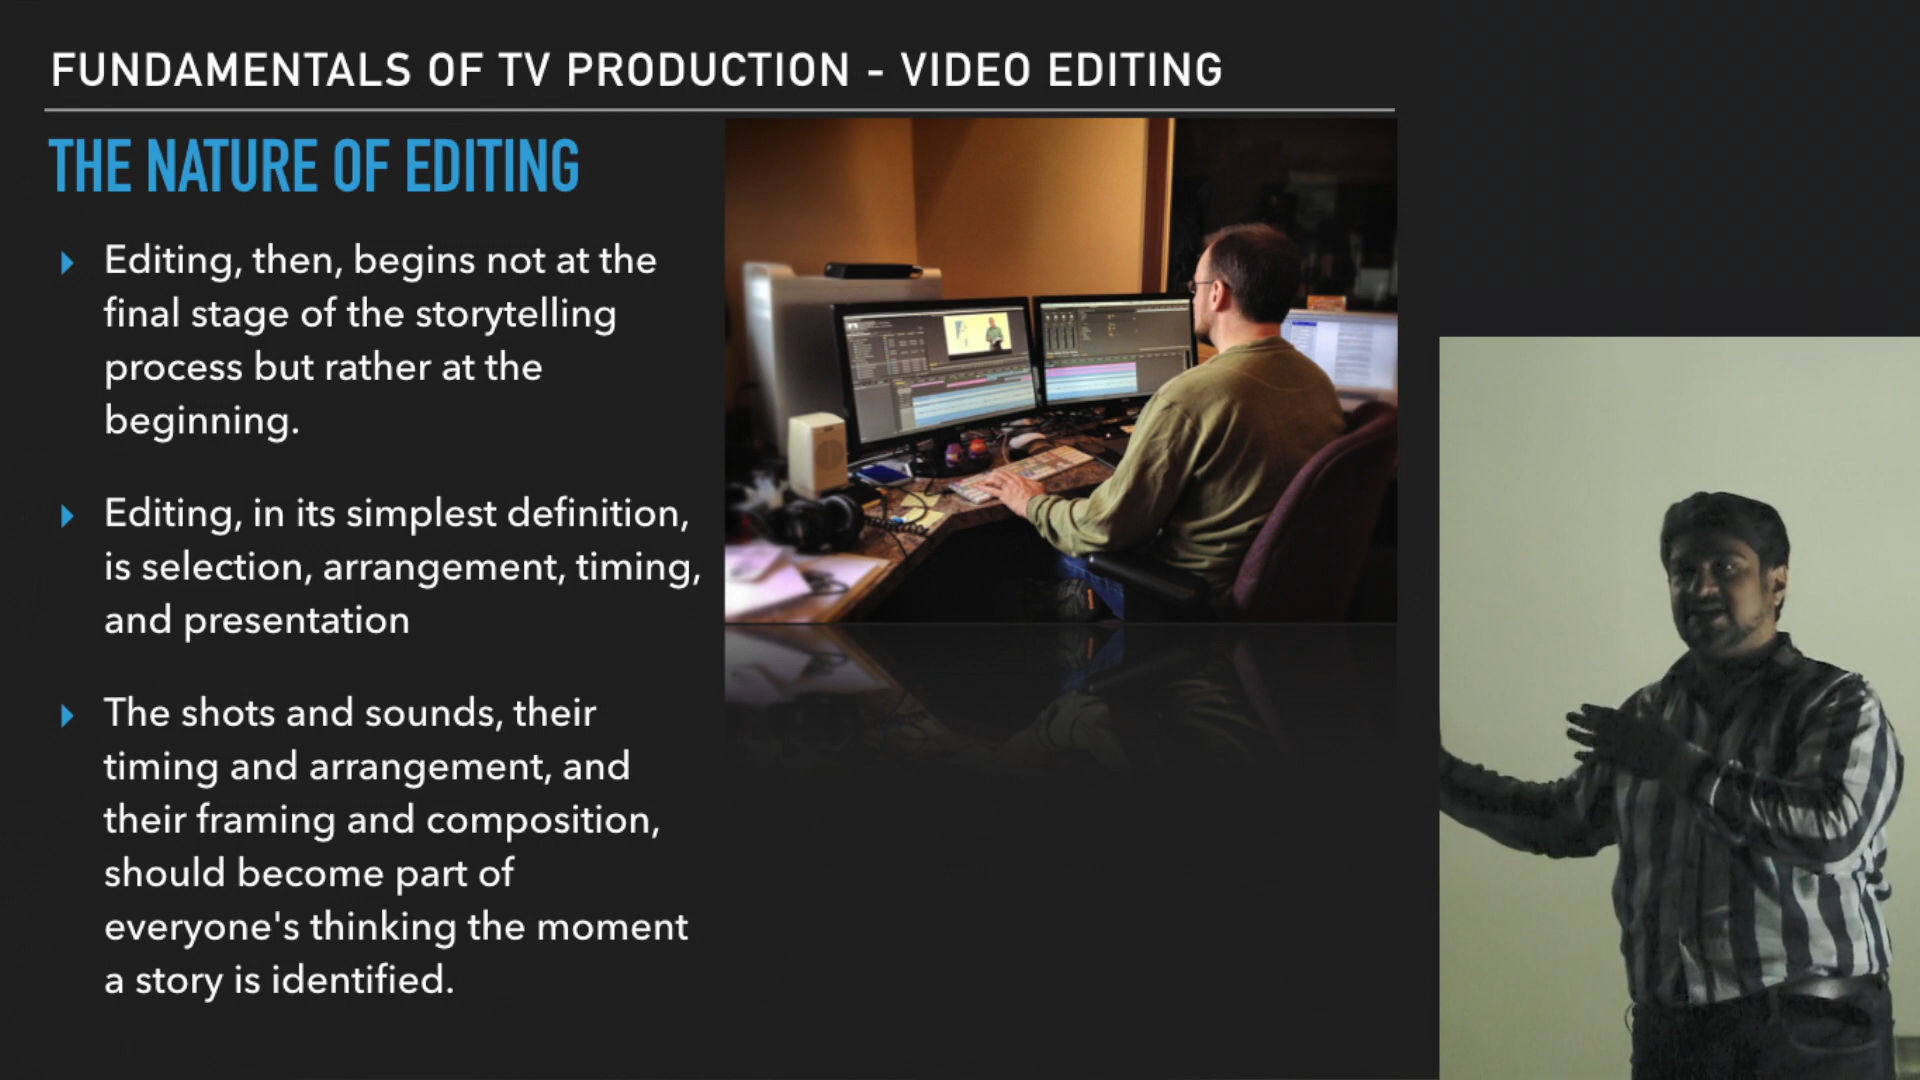 FUNDAMENTALS OF TV PRODUCTION - VIDEO EDITING
THE NATURE OF EDITING
Editing, then, begins not at the
final stage of the storytelling
process but rather at the
beginning.
Editing, in its simplest definition,
is selection, arrangement, timing,
and presentation
The shots and sounds, their
timing and arrangement, and
their framing and composition,
should become part of
everyone's thinking the moment
a story is identified.